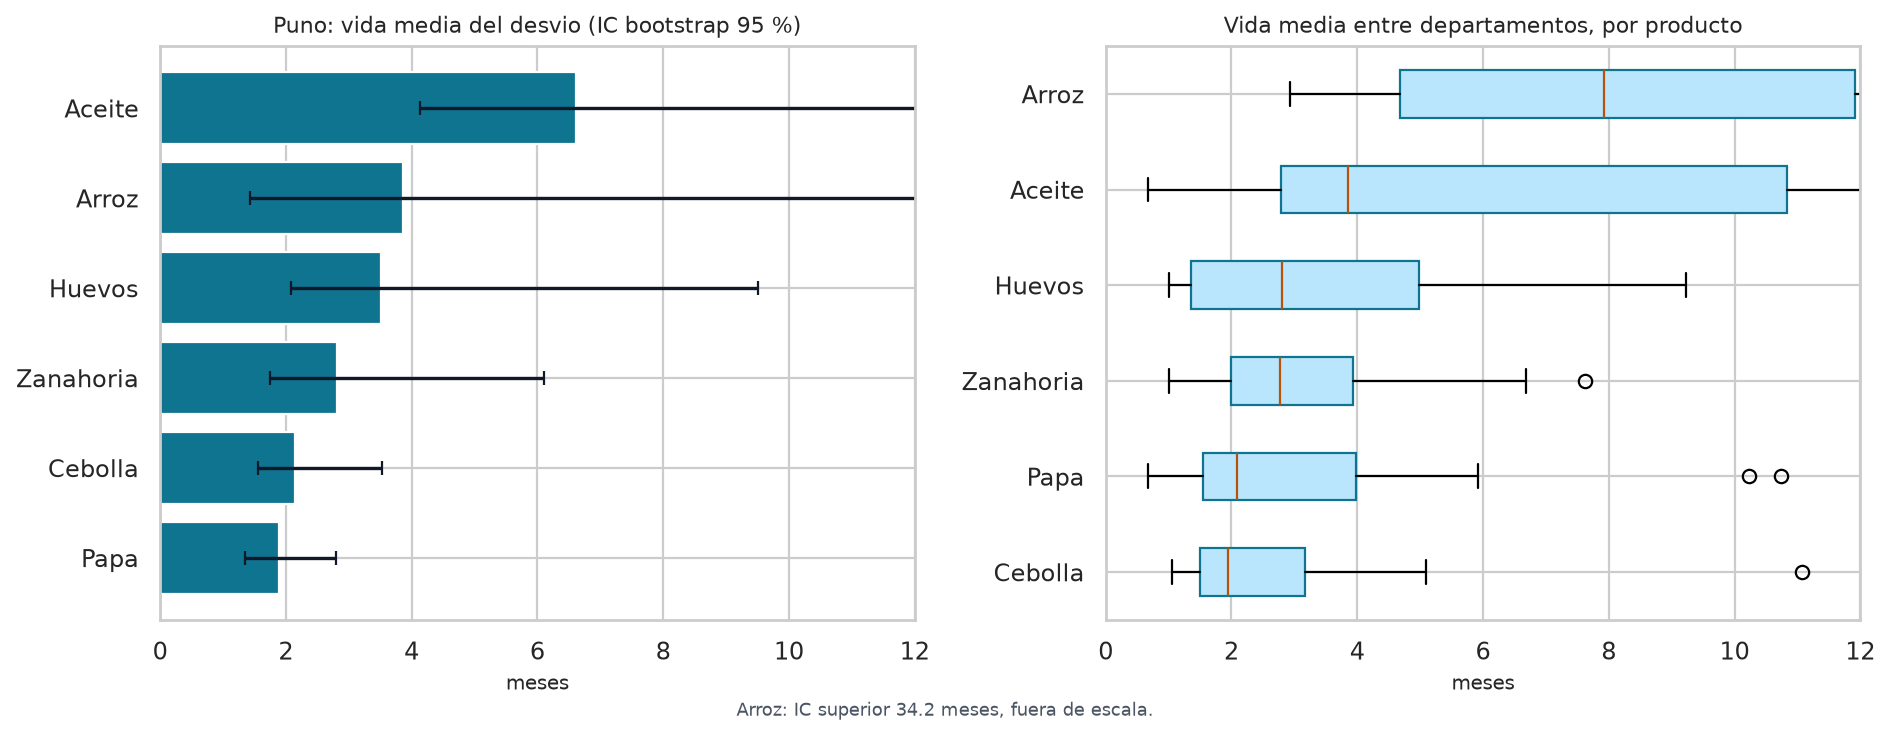 Puno: vida media del desvio (IC bootstrap 95 %)
Aceite
Arroz
Huevos
Zanahoria
Cebolla
Papa
0 2 4 6 8 10 12
meses
Vida media entre departamentos, por producto
Arroz
Aceite
Huevos
Zanahoria
Papa
Cebolla
0 2 4 6 8 10 12
meses
Arroz: IC superior 34.2 meses, fuera de escala.